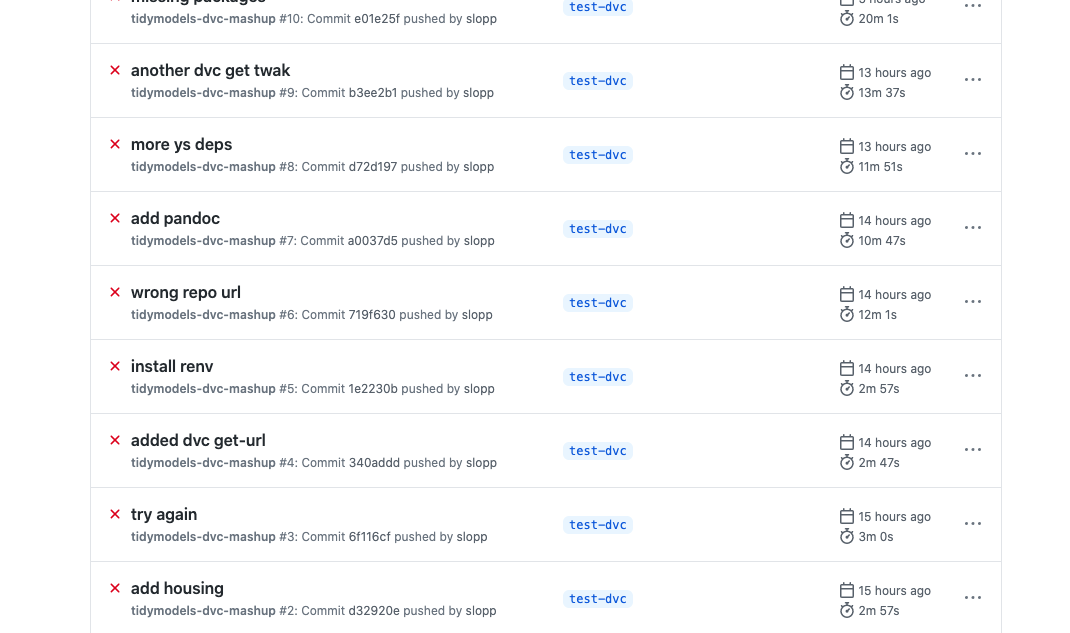 missing packages
tidymodels-dvc-mashup #10: Commit e01e25f pushed by slopp
test-dvc
hours ago
20m 1s
another dvc get twak
tidymodels-dvc-mashup #9: Commit b3ee2b1 pushed by slopp
test-dvc
13 hours ago
13m 37s
more ys deps
tidymodels-dvc-mashup #8: Commit d72d197 pushed by slopp
test-dvc
13 hours ago
11m 51s
add pandoc
tidymodels-dvc-mashup #7: Commit a0037d5 pushed by slopp
test-dvc
14 hours ago
10m 47s
wrong repo url
tidymodels-dvc-mashup #6: Commit 719f630 pushed by slopp
test-dvc
14 hours ago
12m 1s
install renv
tidymodels-dvc-mashup #5: Commit 1e2230b pushed by slopp
test-dvc
14 hours ago
2m 57s
added dvc get-url
tidymodels-dvc-mashup #4: Commit 340addd pushed by slopp
test-dvc
14 hours ago
2m 47s
try again
tidymodels-dvc-mashup #3: Commit 6f116cf pushed by slopp
test-dvc
15 hours ago
3m 0s
add housing
tidymodels-dvc-mashup #2: Commit d32920e pushed by slopp
test-dvc
15 hours ago
2m 57s